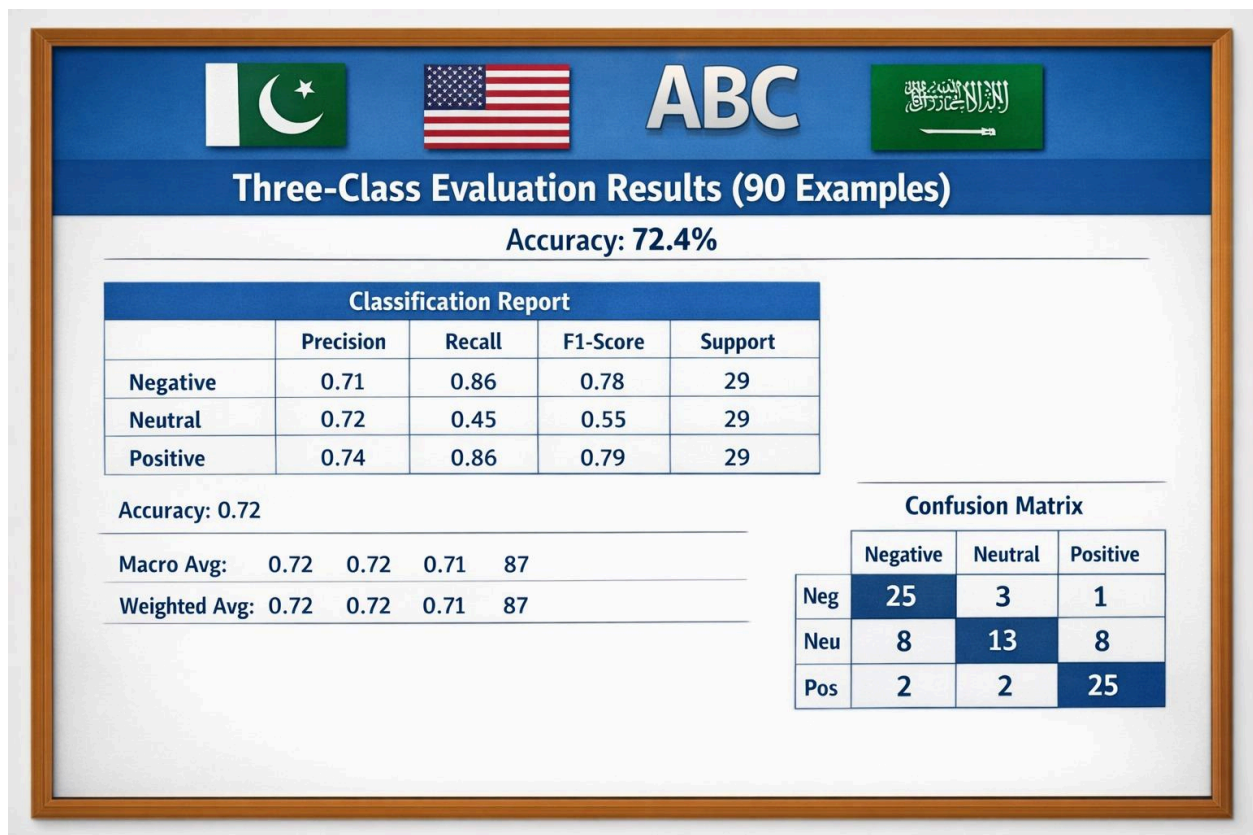 ABC
Three-Class Evaluation Results (90 Examples)
Accuracy: 72.4%
Classification Report
Precision Recall F1-Score Support
Negative 0.71 0.86 0.78 29
Neutral 0.72 0.45 0.55 29
Positive 0.74 0.86 0.79 29
Accuracy: 0.72
Macro Avg: 0.72 0.72 0.71 87
Weighted Avg: 0.72 0.72 0.71 87
Confusion Matrix
Negative Neutral Positive
Neg 25 3 1
Neu 8 13 8
Pos 2 2 25